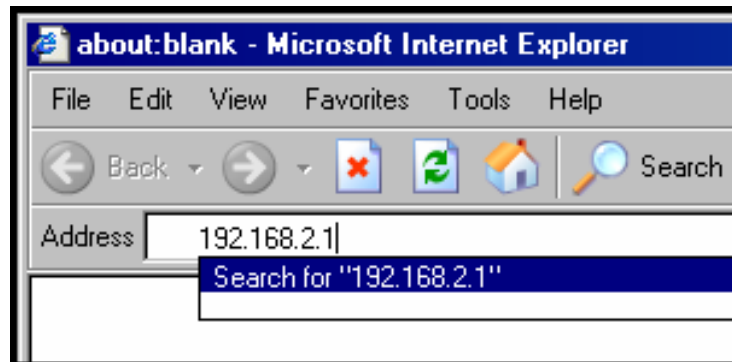 about:blank - Microsoft Internet Explorer
File Edit View Favorites Tools Help
Back Search
Address 192.168.2.1
Search for "192.168.2.1"